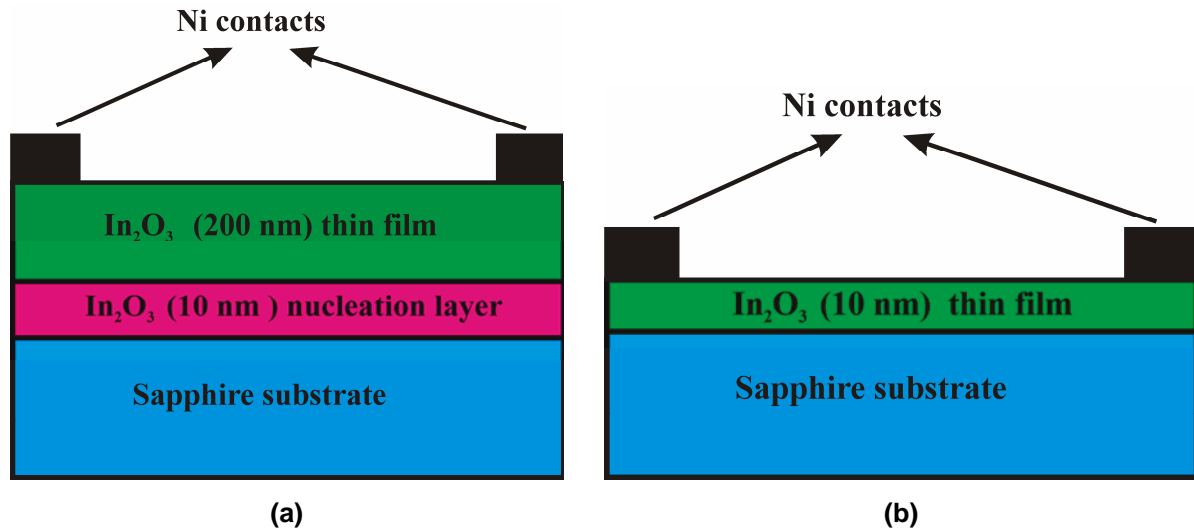 Ni contacts
In₂O₃ (200 nm) thin film
In₂O₃ (10 nm ) nucleation layer
Sapphire substrate
(a)
Ni contacts
In₂O₃ (10 nm) thin film
Sapphire substrate
(b)